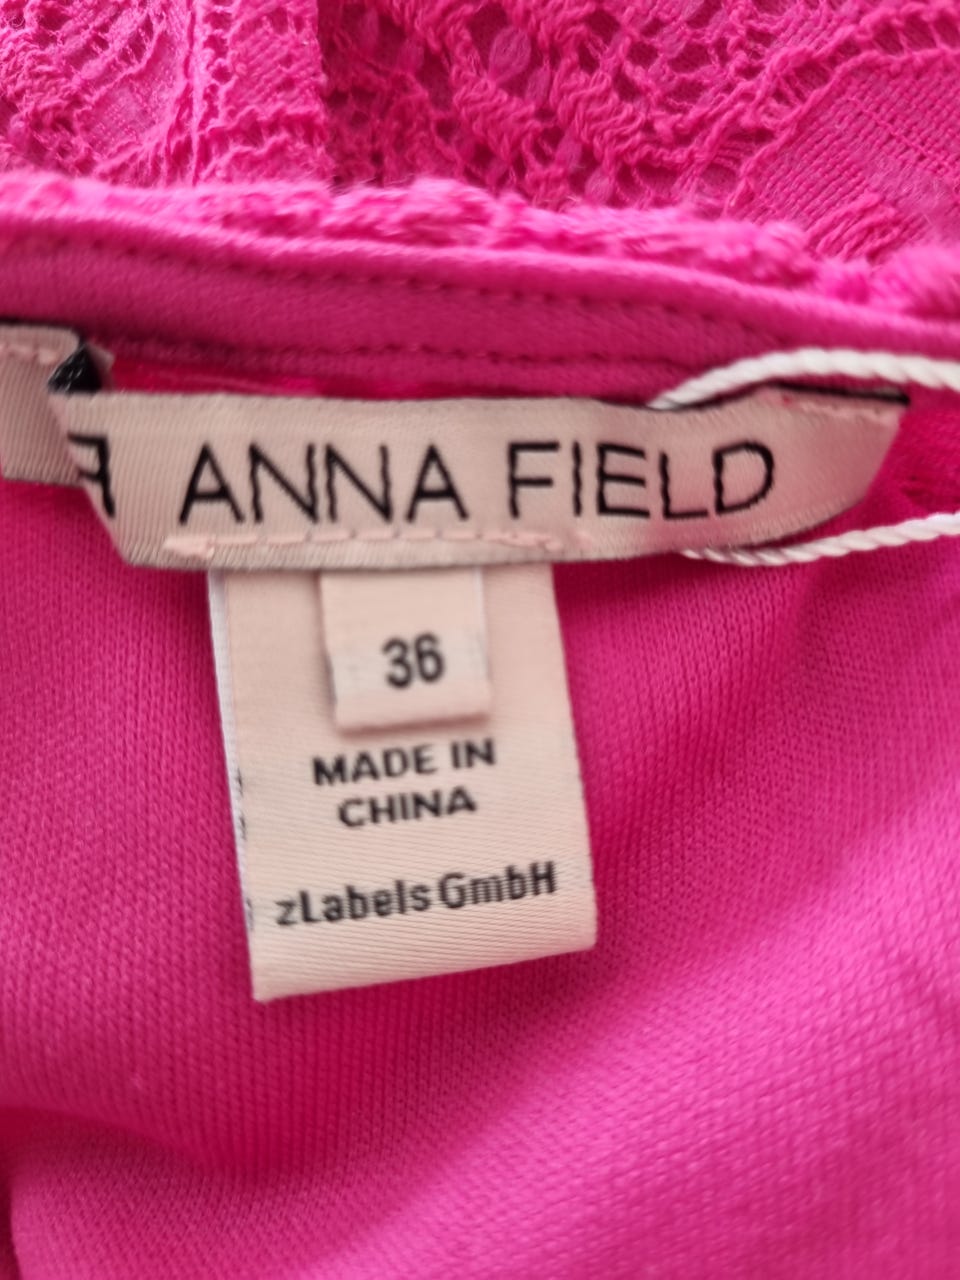 ANNA FIELD
36
MADE IN
CHINA
zLabels GmbH